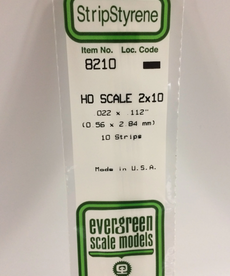 StripStyrene
Item No. Loc. Code
8210
HO SCALE 2x10
.022 x .112"
(0.56 x 2.84 mm)
10 Strips
Made in U.S.A.
evergreen
scale models